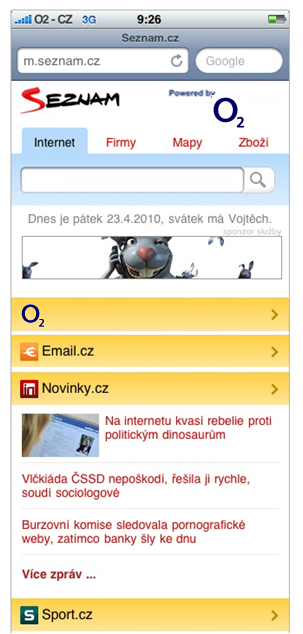 O2 - CZ 3G 9:26
Seznam.cz
m.seznam.cz Google
SEZNAM Powered by O2
Internet Firmy Mapy Zboží
Dnes je pátek 23.4.2010, svátek má Vojtěch.
sponzor služby
O2
Email.cz
Novinky.cz
Na internetu kvasí rebelie proti
politickým dinosaurům
Vlčkiáda ČSSD nepoškodí, řešila ji rychle,
soudí sociologové
Burzovní komise sledovala pornografické
weby, zatímco banky šly ke dnu
Více zpráv ...
Sport.cz